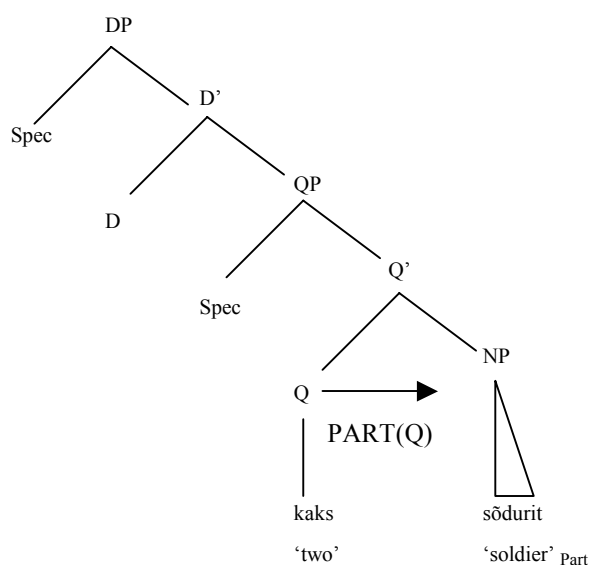 DP
Spec
D’
D
QP
Spec
Q’
Q
NP
PART(Q)
kaks sõdurit
‘two’ ‘soldier’ Part